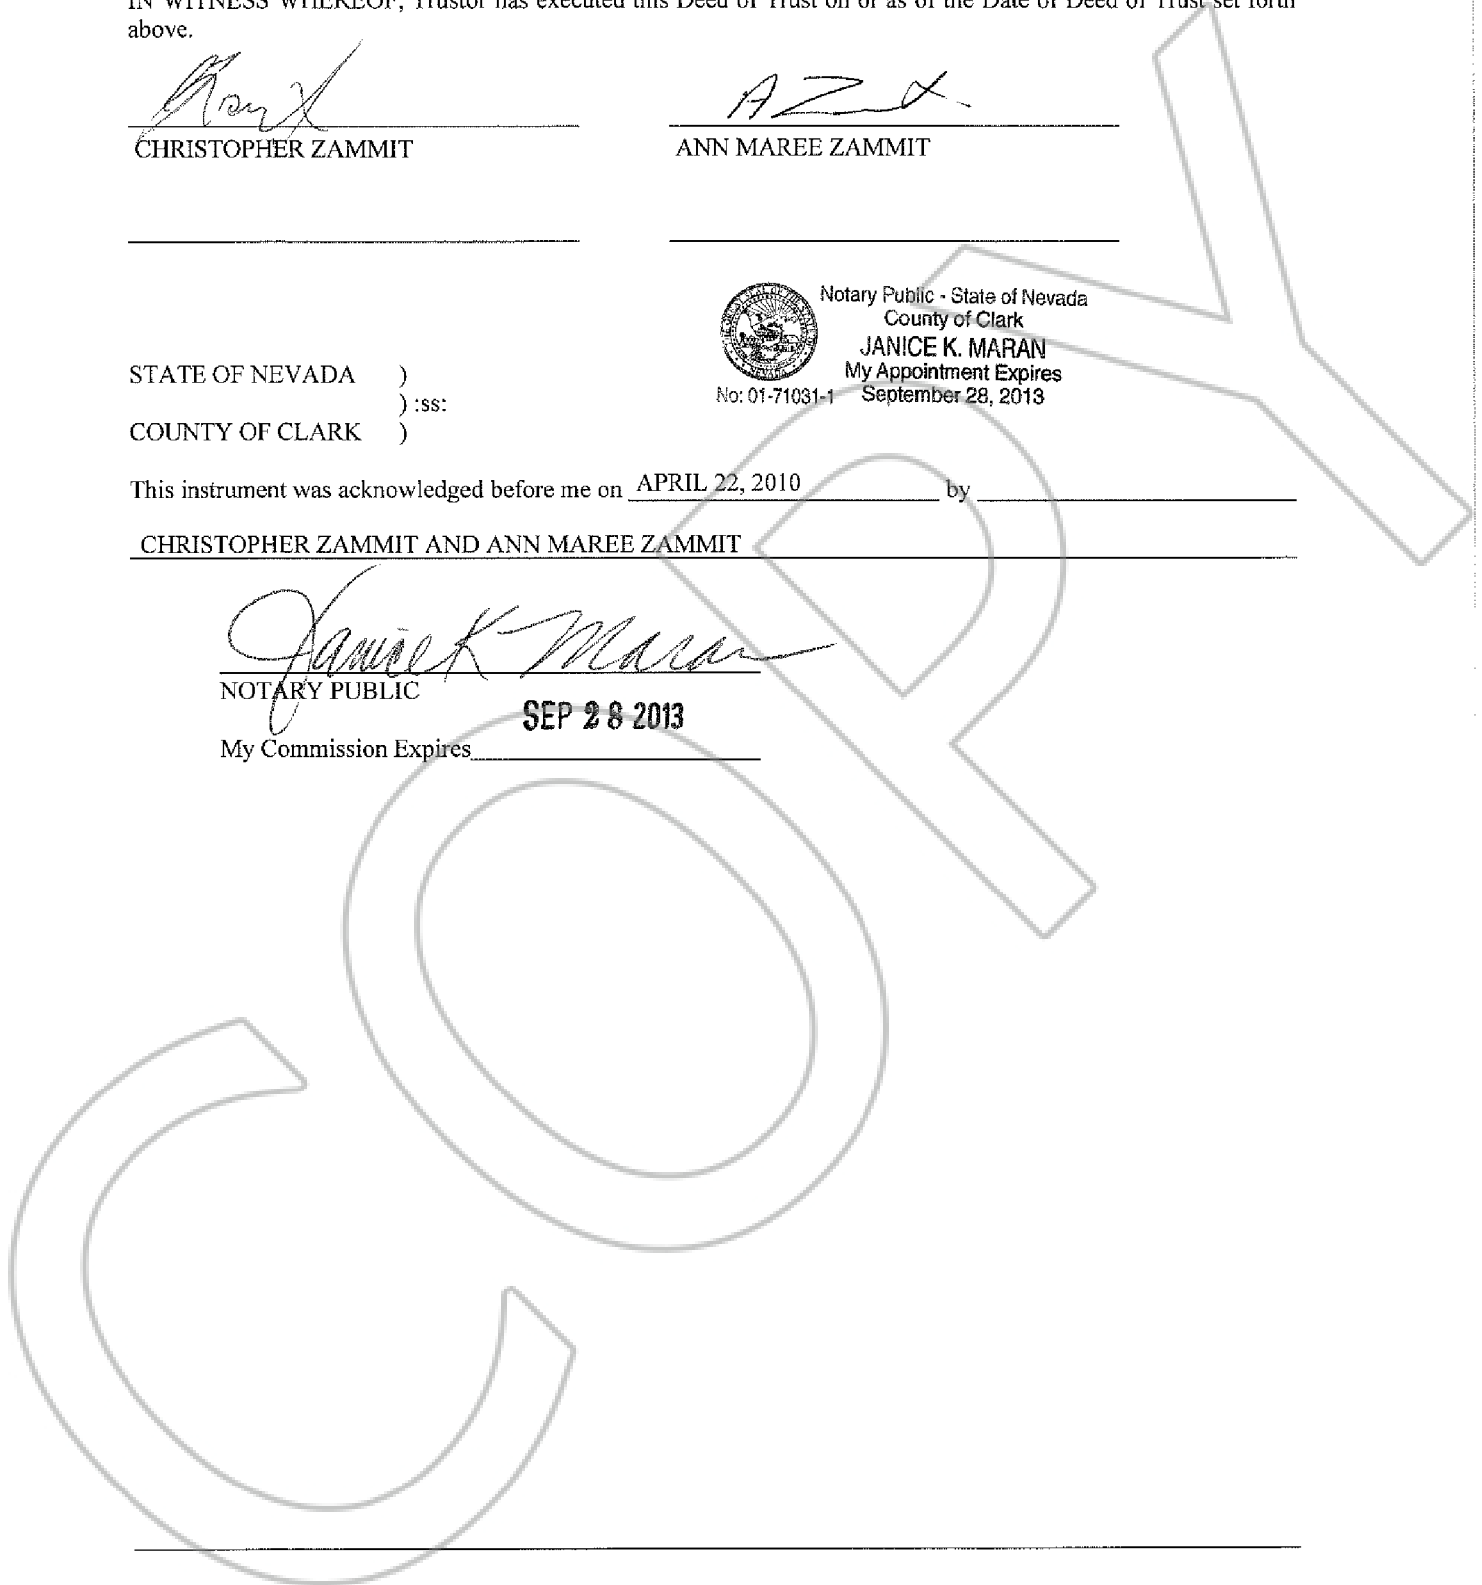 IN WITNESS WHEREOF, Trustor has executed this Deed of Trust on or as of the Date of Deed of Trust set forth
above.
CHRISTOPHER ZAMMIT
ANN MAREE ZAMMIT
Notary Public - State of Nevada
County of Clark
JANICE K. MARAN
My Appointment Expires
No: 01-71031-1 September 28, 2013
STATE OF NEVADA )
) :ss:
COUNTY OF CLARK )
This instrument was acknowledged before me on APRIL 22, 2010 by
CHRISTOPHER ZAMMIT AND ANN MAREE ZAMMIT
Janice K Maran
NOTARY PUBLIC
SEP 28 2013
My Commission Expires
COPY